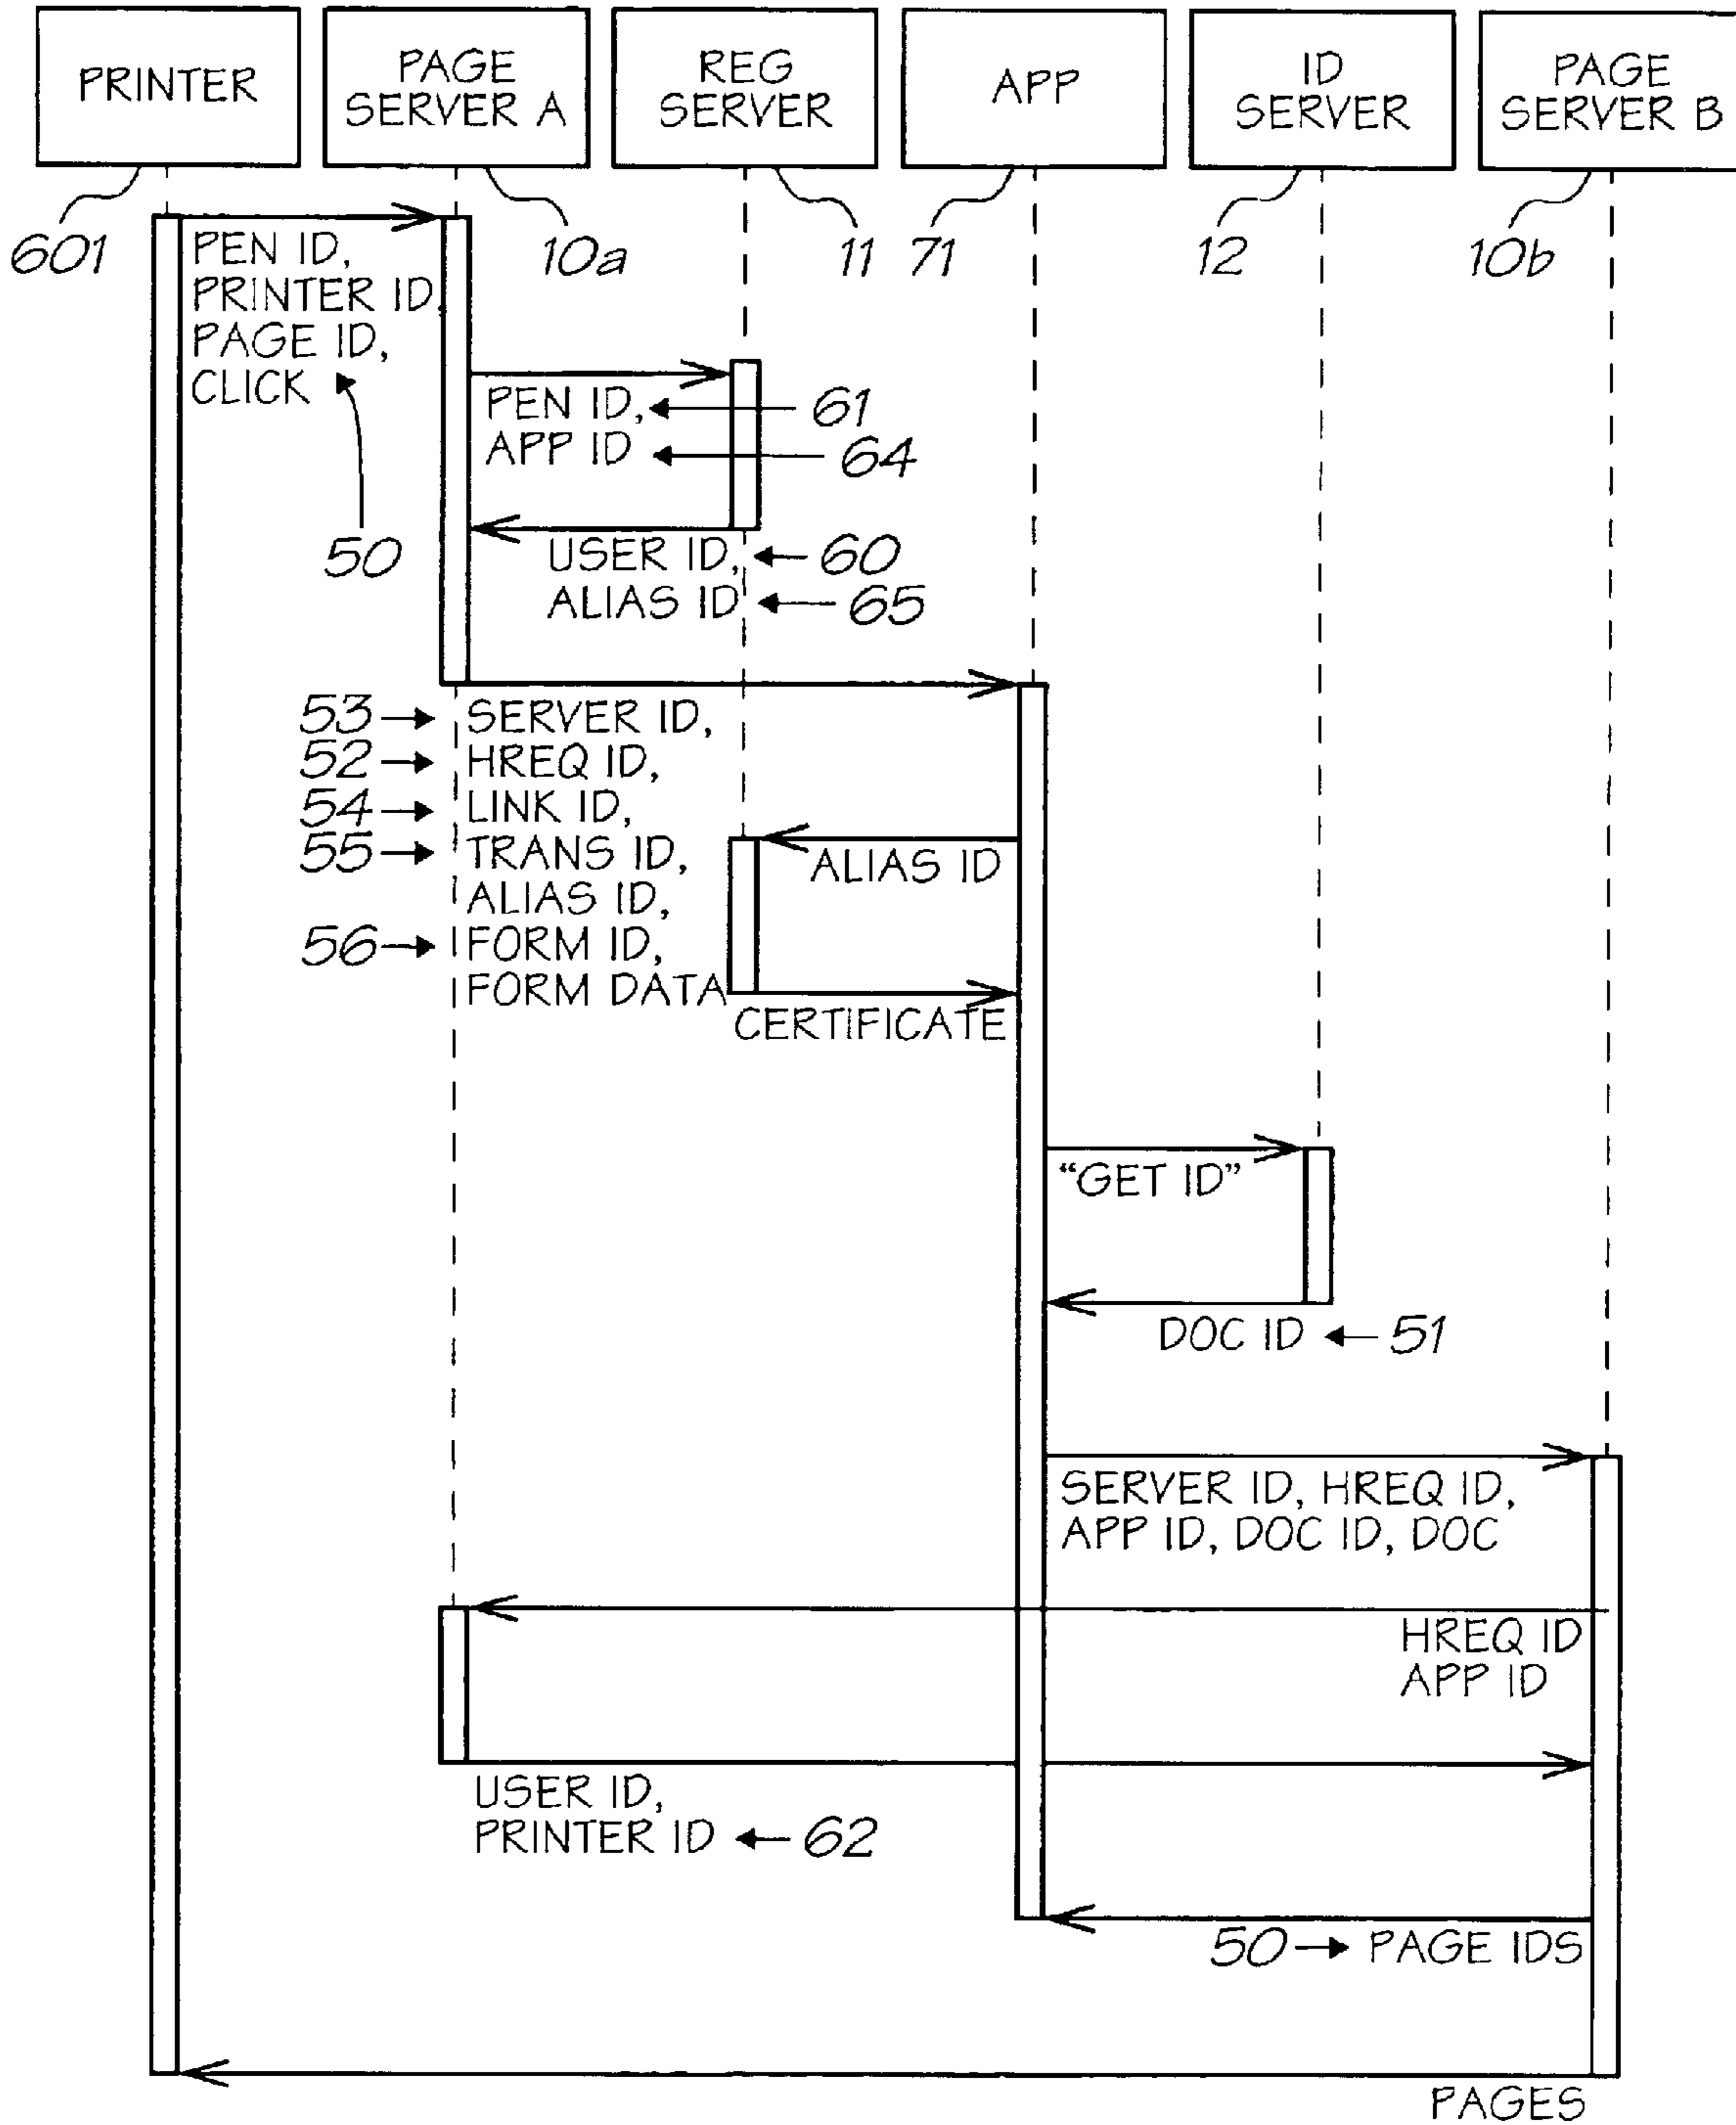 PRINTER
PAGE
SERVER A
REG
SERVER
APP
ID
SERVER
PAGE
SERVER B
601
10a
11
71
12
10b
PEN ID,
PRINTER ID,
PAGE ID,
CLICK
50
PEN ID, 61
APP ID 64
USER ID, 60
ALIAS ID 65
53 SERVER ID,
52 HREQ ID,
54 LINK ID,
55 TRANS ID,
ALIAS ID,
56 FORM ID,
FORM DATA
ALIAS ID
CERTIFICATE
“GET ID”
DOC ID 51
SERVER ID, HREQ ID,
APP ID, DOC ID, DOC
HREQ ID
APP ID
USER ID,
PRINTER ID 62
50 PAGE IDS
PAGES